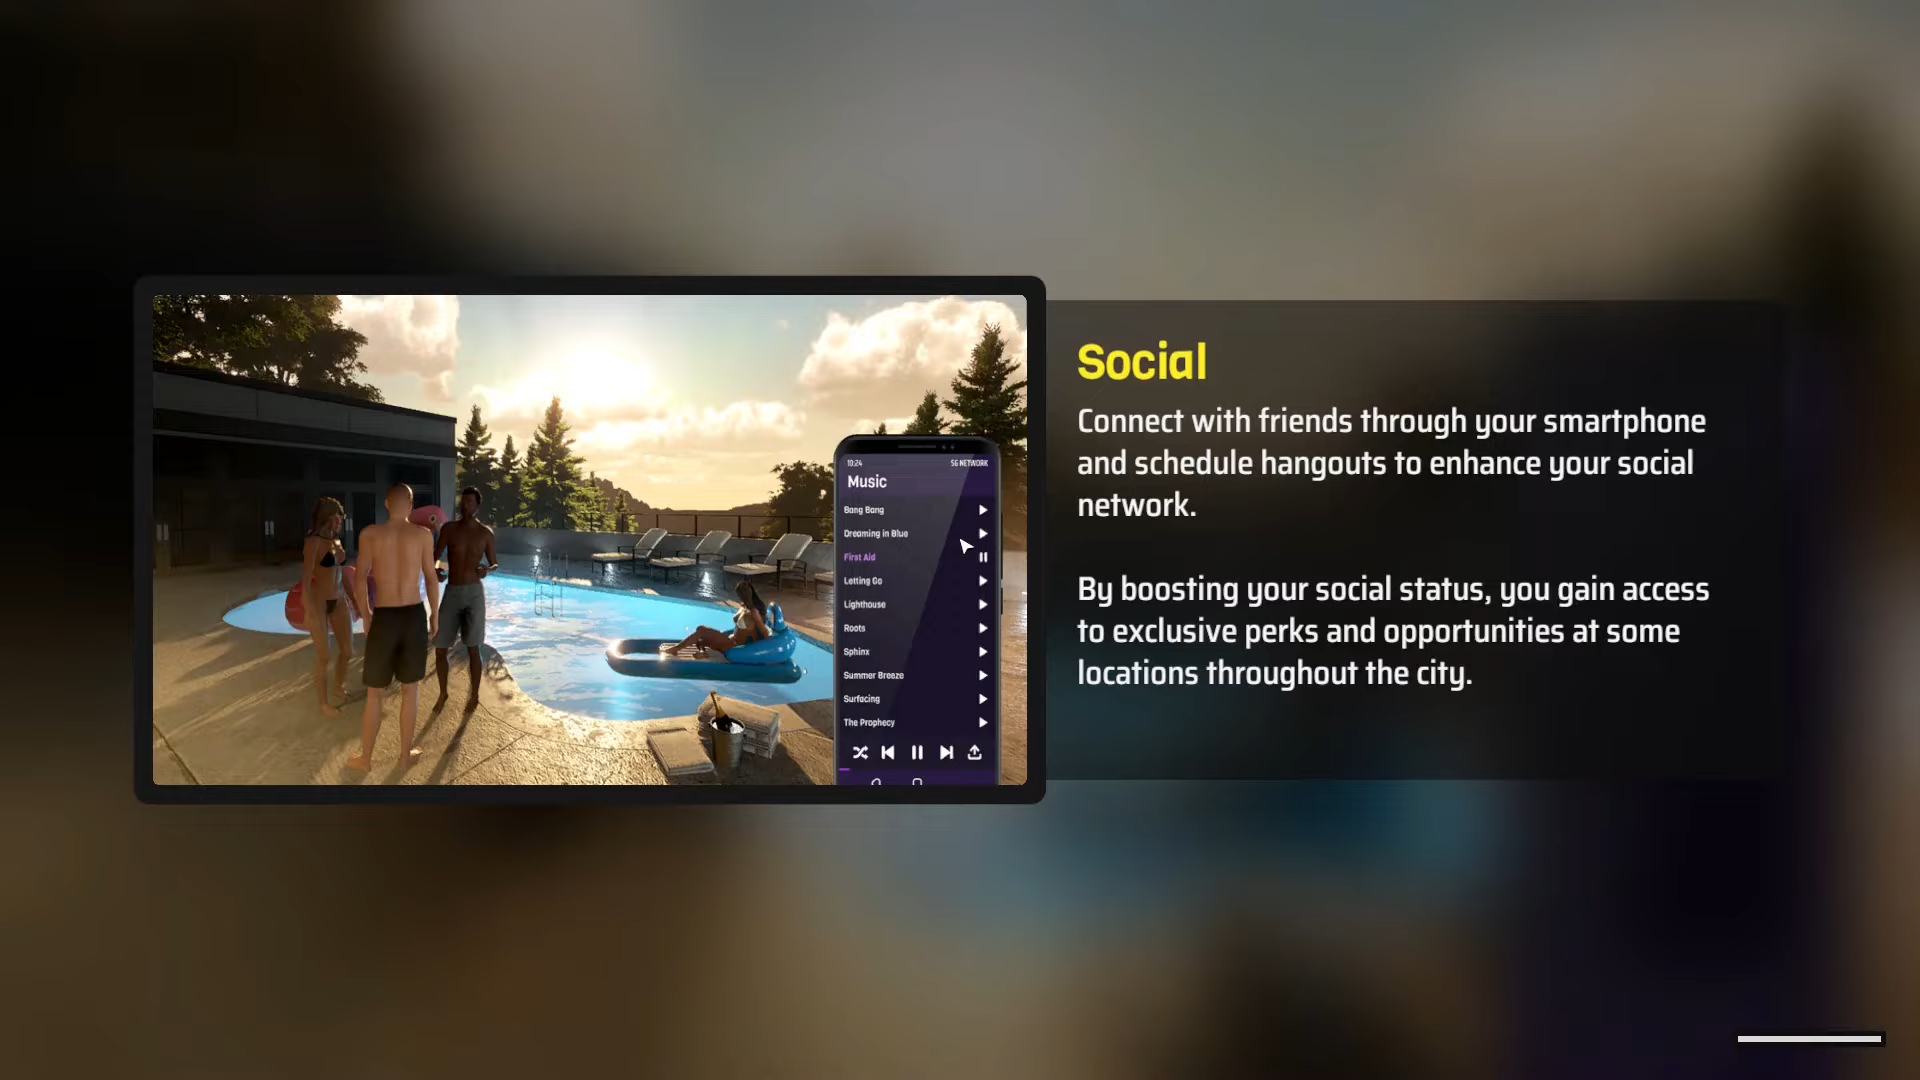 10:24 5G NETWORK
Music
Bang Bang
Dreaming in Blue
First Aid
Letting Go
Lighthouse
Roots
Sphinx
Summer Breeze
Surfacing
The Prophecy
Social
Connect with friends through your smartphone
and schedule hangouts to enhance your social
network.
By boosting your social status, you gain access
to exclusive perks and opportunities at some
locations throughout the city.